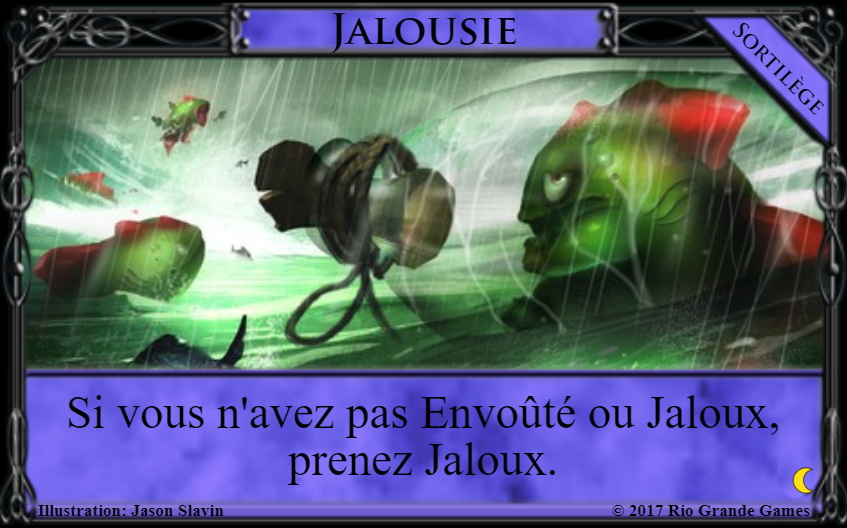 JALOUSIE
SORTILÈGE
Si vous n'avez pas Envoûté ou Jaloux,
prenez Jaloux.
Illustration: Jason Slavin
© 2017 Rio Grande Games